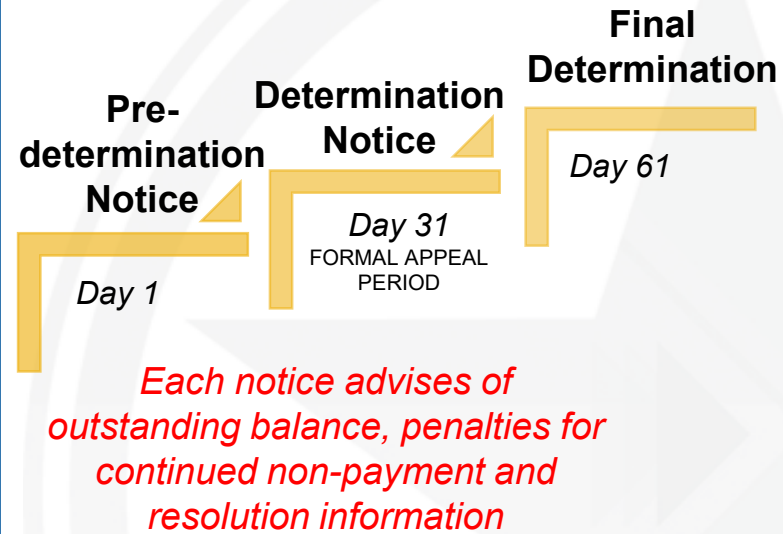 Pre-
determination
Notice
Day 1
Determination
Notice
Day 31
FORMAL APPEAL
PERIOD
Final
Determination
Day 61
Each notice advises of
outstanding balance, penalties for
continued non-payment and
resolution information